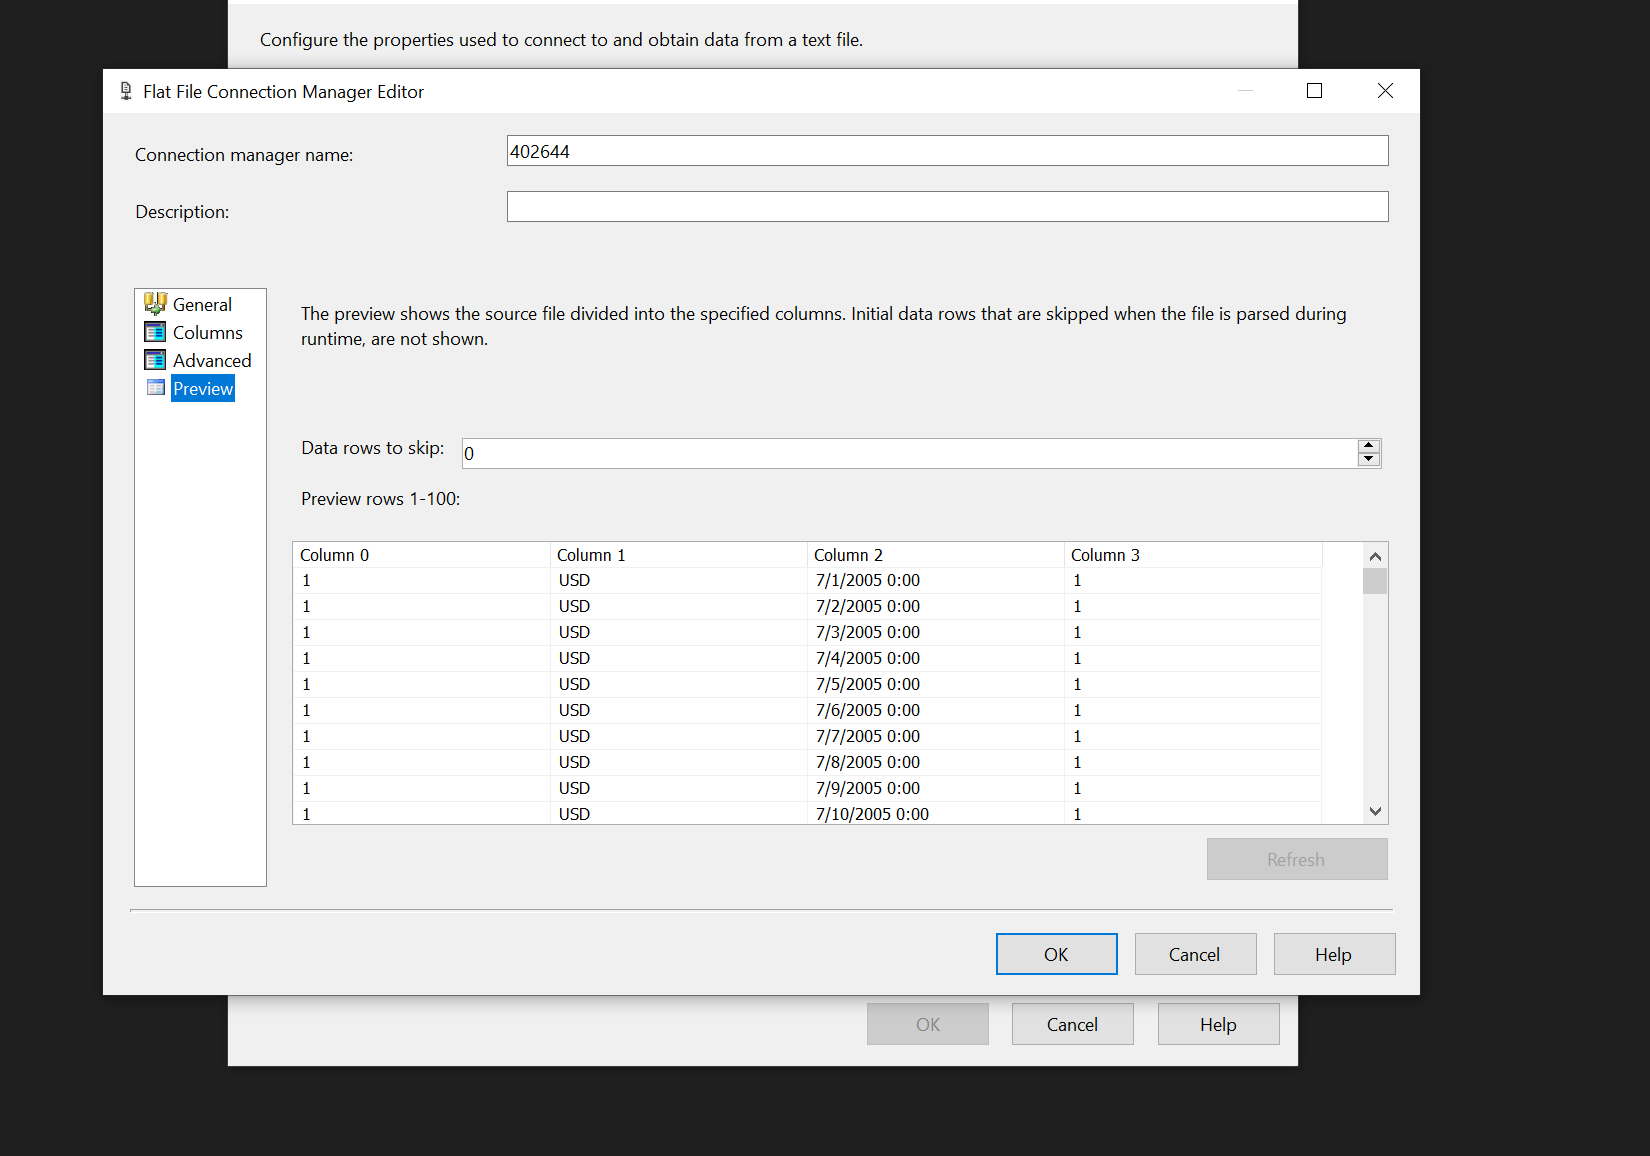 Configure the properties used to connect to and obtain data from a text file.
Flat File Connection Manager Editor
Connection manager name:
402644
Description:
General
Columns
Advanced
Preview
The preview shows the source file divided into the specified columns. Initial data rows that are skipped when the file is parsed during
runtime, are not shown.
Data rows to skip:
0
Preview rows 1-100:
Column 0 Column 1 Column 2 Column 3
1 USD 7/1/2005 0:00 1
1 USD 7/2/2005 0:00 1
1 USD 7/3/2005 0:00 1
1 USD 7/4/2005 0:00 1
1 USD 7/5/2005 0:00 1
1 USD 7/6/2005 0:00 1
1 USD 7/7/2005 0:00 1
1 USD 7/8/2005 0:00 1
1 USD 7/9/2005 0:00 1
1 USD 7/10/2005 0:00 1
Refresh
OK Cancel Help
OK Cancel Help